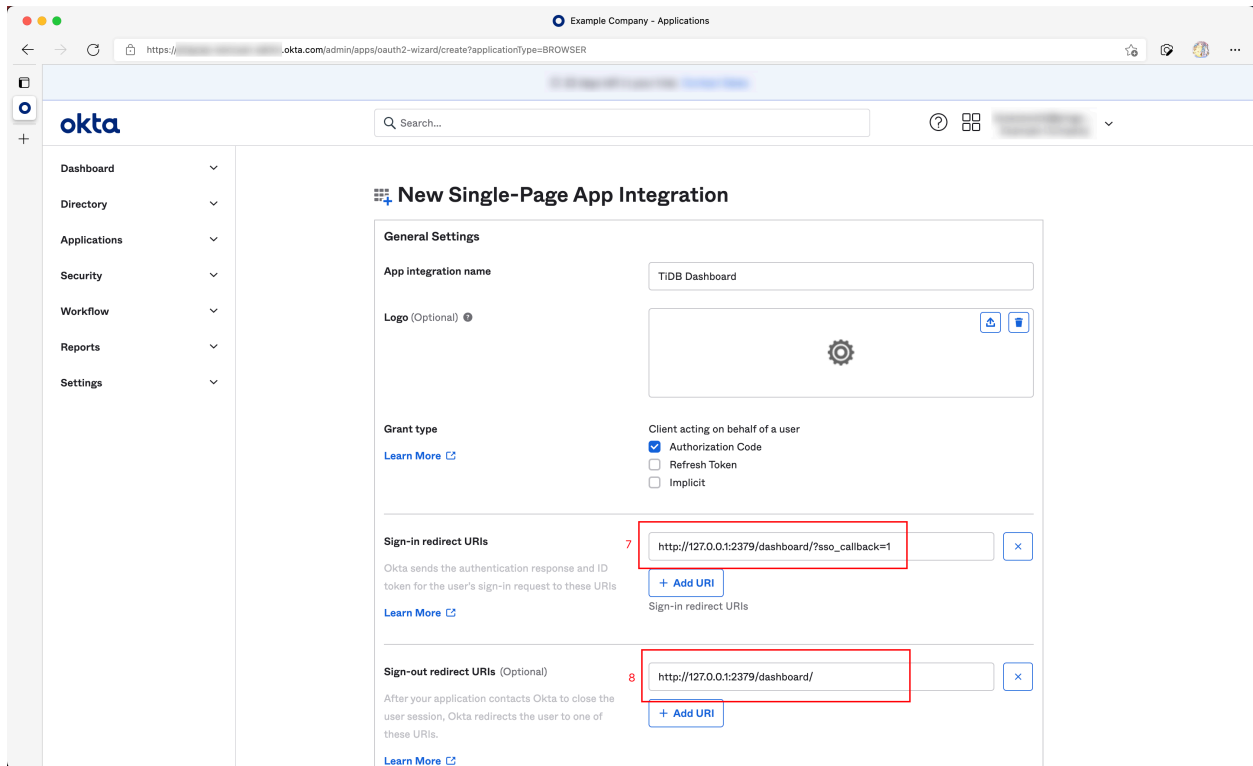 Example Company - Applications
https://
.okta.com/admin/apps/oauth2-wizard/create?applicationType=BROWSER
okta
Search...
Dashboard
Directory
Applications
Security
Workflow
Reports
Settings
New Single-Page App Integration
General Settings
App integration name
TiDB Dashboard
Logo (Optional)
Grant type
Learn More
Client acting on behalf of a user
Authorization Code
Refresh Token
Implicit
Sign-in redirect URIs
Okta sends the authentication response and ID
token for the user's sign-in request to these URIs
Learn More
7
http://127.0.0.1:2379/dashboard/?sso_callback=1
+ Add URI
Sign-in redirect URIs
Sign-out redirect URIs (Optional)
After your application contacts Okta to close the
user session, Okta redirects the user to one of
these URIs.
Learn More
8
http://127.0.0.1:2379/dashboard/
+ Add URI